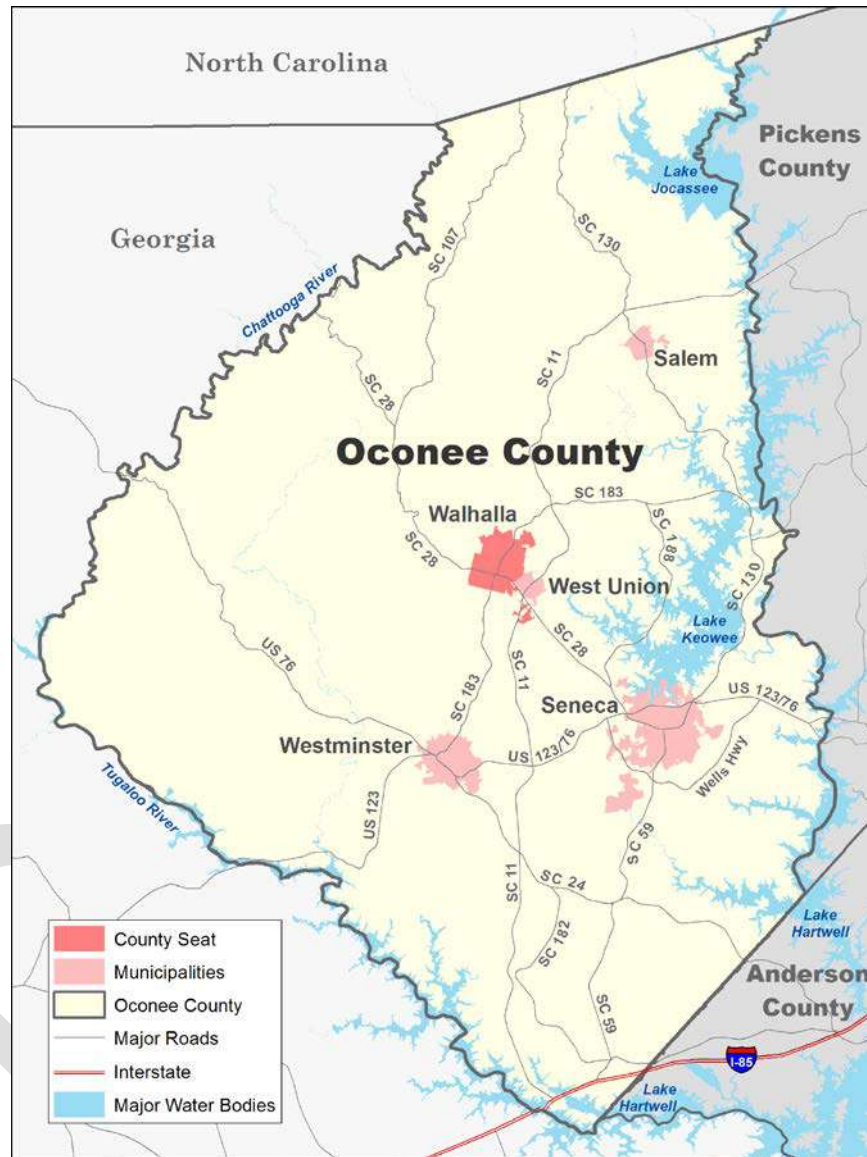 North Carolina
Pickens
County
Lake
Jocassee
Georgia
SC 107
SC 130
Chattooga River
SC 28
SC 11
Salem
Oconee County
SC 183
Walhalla
SC 188
SC 28
West Union
SC 130
SC 28
Lake
Keowee
US 76
SC 183
SC 11
Seneca
US 123/76
Westminster
US 123/76
Wells Hwy
Tugaloo River
US 123
SC 59
SC 11
SC 24
SC 182
Lake
Hartwell
Anderson
County
SC 59
I-85
Lake
Hartwell
County Seat
Municipalities
Oconee County
Major Roads
Interstate
Major Water Bodies